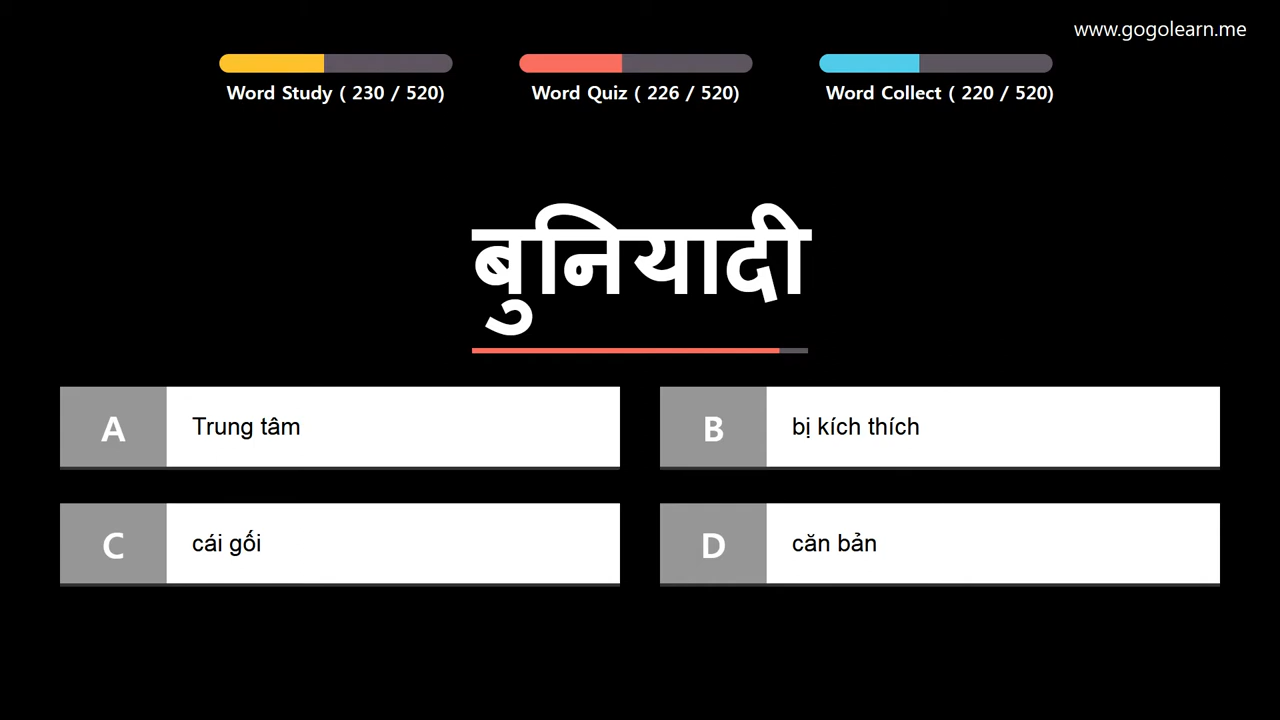 www.gogolearn.me
Word Study ( 230 / 520)
Word Quiz ( 226 / 520)
Word Collect ( 220 / 520)
बुनियादी
A Trung tâm
B bị kích thích
C cái gối
D căn bản